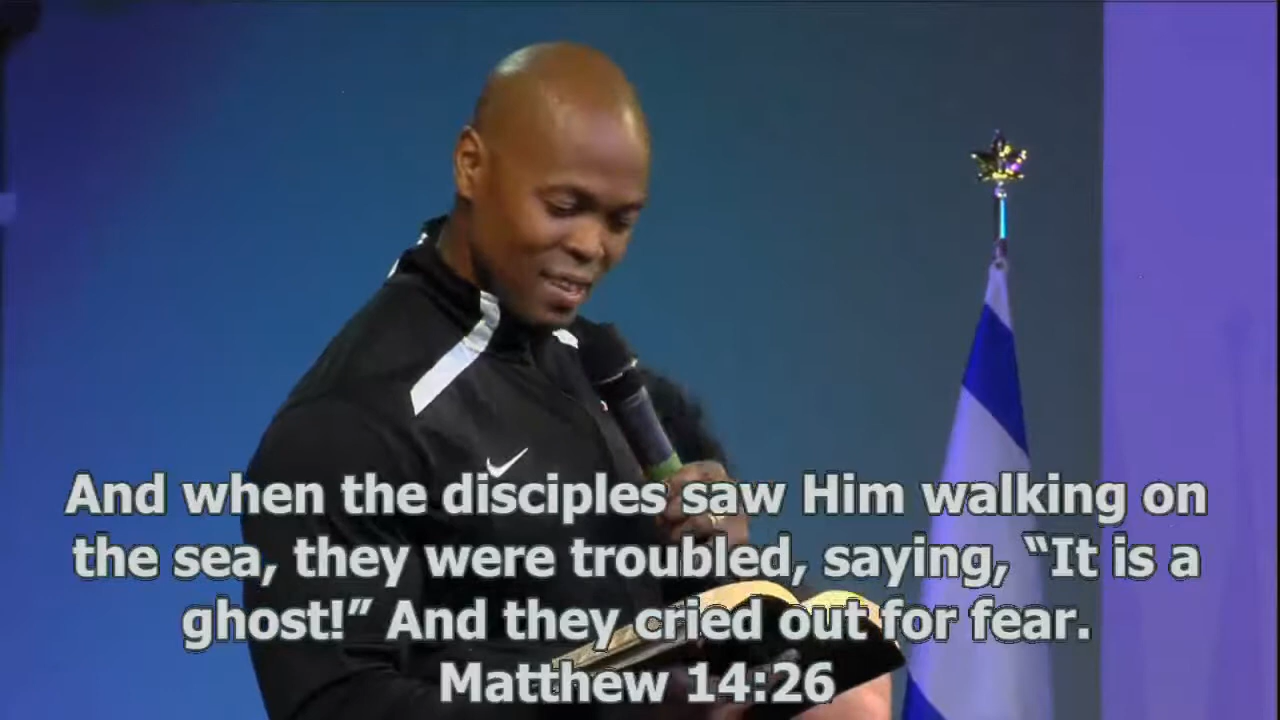 And when the disciples saw Him walking on
the sea, they were troubled, saying, “It is a
ghost!” And they cried out for fear.
Matthew 14:26